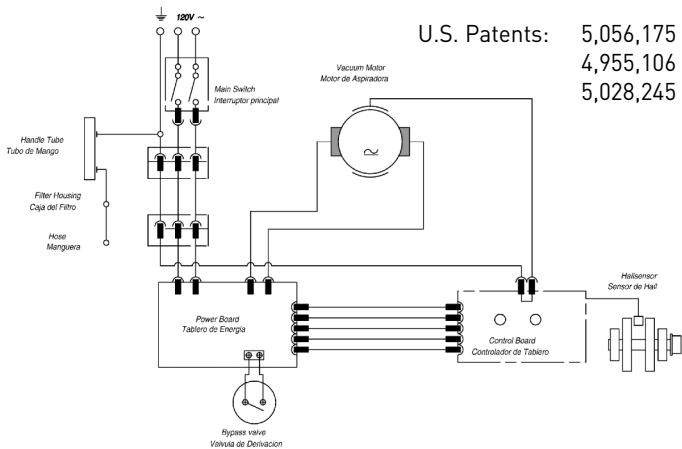 120V ~
U.S. Patents: 5,056,175
4,955,106
5,028,245
Main Switch
Interruptor principal
Vacuum Motor
Motor de Aspiradora
Handle Tube
Tubo de Mango
Filter Housing
Caja del Filtro
Hose
Manguera
Hallsensor
Sensor de Hall
Power Board
Tablero de Energia
Control Board
Controlador de Tablero
Bypass valve
Valvula de Derivacion